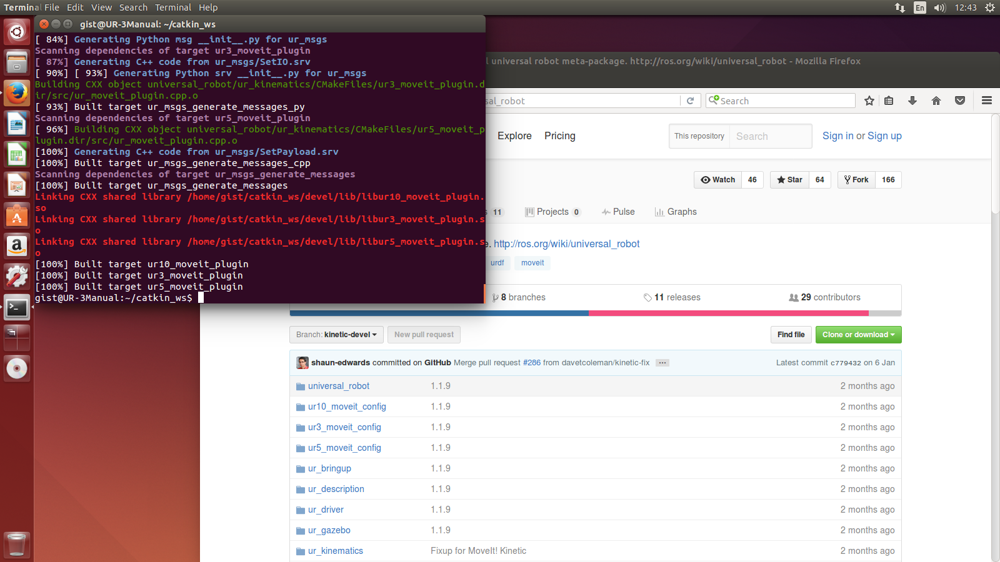 Terminal File Edit View Search Terminal Help
En 12:43
gist@UR-3Manual: ~/catkin_ws
[ 84%] Generating Python msg __init__.py for ur_msgs
Scanning dependencies of target ur3_moveit_plugin
[ 87%] Generating C++ code from ur_msgs/SetIO.srv
[ 90%] [ 93%] Generating Python srv __init__.py for ur_msgs
Building CXX object universal_robot/ur_kinematics/CMakeFiles/ur3_moveit_plugin.d
ir/src/ur_moveit_plugin.cpp.o
[ 93%] Built target ur_msgs_generate_messages_py
Scanning dependencies of target ur5_moveit_plugin
[ 96%] Building CXX object universal_robot/ur_kinematics/CMakeFiles/ur5_moveit_p
lugin.dir/src/ur_moveit_plugin.cpp.o
[100%] Generating C++ code from ur_msgs/SetPayload.srv
[100%] Built target ur_msgs_generate_messages_cpp
Scanning dependencies of target ur_msgs_generate_messages
[100%] Built target ur_msgs_generate_messages
Linking CXX shared library /home/gist/catkin_ws/devel/lib/libur10_moveit_plugin.
so
Linking CXX shared library /home/gist/catkin_ws/devel/lib/libur3_moveit_plugin.s
o
Linking CXX shared library /home/gist/catkin_ws/devel/lib/libur5_moveit_plugin.s
o
[100%] Built target ur10_moveit_plugin
[100%] Built target ur3_moveit_plugin
[100%] Built target ur5_moveit_plugin
gist@UR-3Manual:~/catkin_ws$
universal robot meta-package. http://ros.org/wiki/universal_robot - Mozilla Firefox
sal_robot
Search
Explore Pricing
This repository Search
Sign in or Sign up
Watch 46 Star 64 Fork 166
11 Projects 0 Pulse Graphs
http://ros.org/wiki/universal_robot
urdf moveit
8 branches 11 releases 29 contributors
Branch: kinetic-devel New pull request Find file Clone or download
shaun-edwards committed on GitHub Merge pull request #286 from davetcoleman/kinetic-fix ... Latest commit c779432 on 6 Jan
universal_robot 1.1.9 2 months ago
ur10_moveit_config 1.1.9 2 months ago
ur3_moveit_config 1.1.9 2 months ago
ur5_moveit_config 1.1.9 2 months ago
ur_bringup 1.1.9 2 months ago
ur_description 1.1.9 2 months ago
ur_driver 1.1.9 2 months ago
ur_gazebo 1.1.9 2 months ago
ur_kinematics Fixup for MoveIt! Kinetic 2 months ago